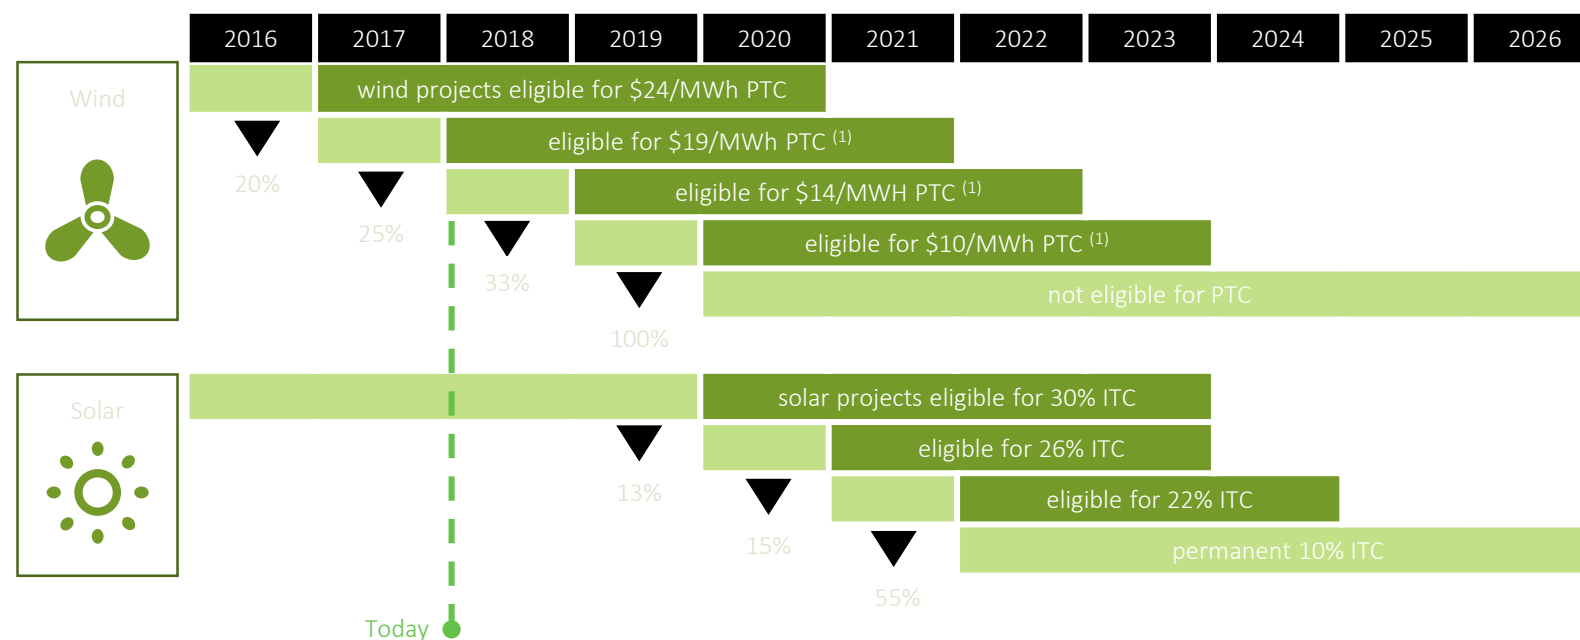 2016 2017 2018 2019 2020 2021 2022 2023 2024 2025 2026
Wind
wind projects eligible for $24/MWh PTC
eligible for $19/MWh PTC (1)
20%
eligible for $14/MWH PTC (1)
25%
eligible for $10/MWh PTC (1)
33%
not eligible for PTC
100%
Solar
solar projects eligible for 30% ITC
eligible for 26% ITC
13%
eligible for 22% ITC
15%
permanent 10% ITC
55%
Today